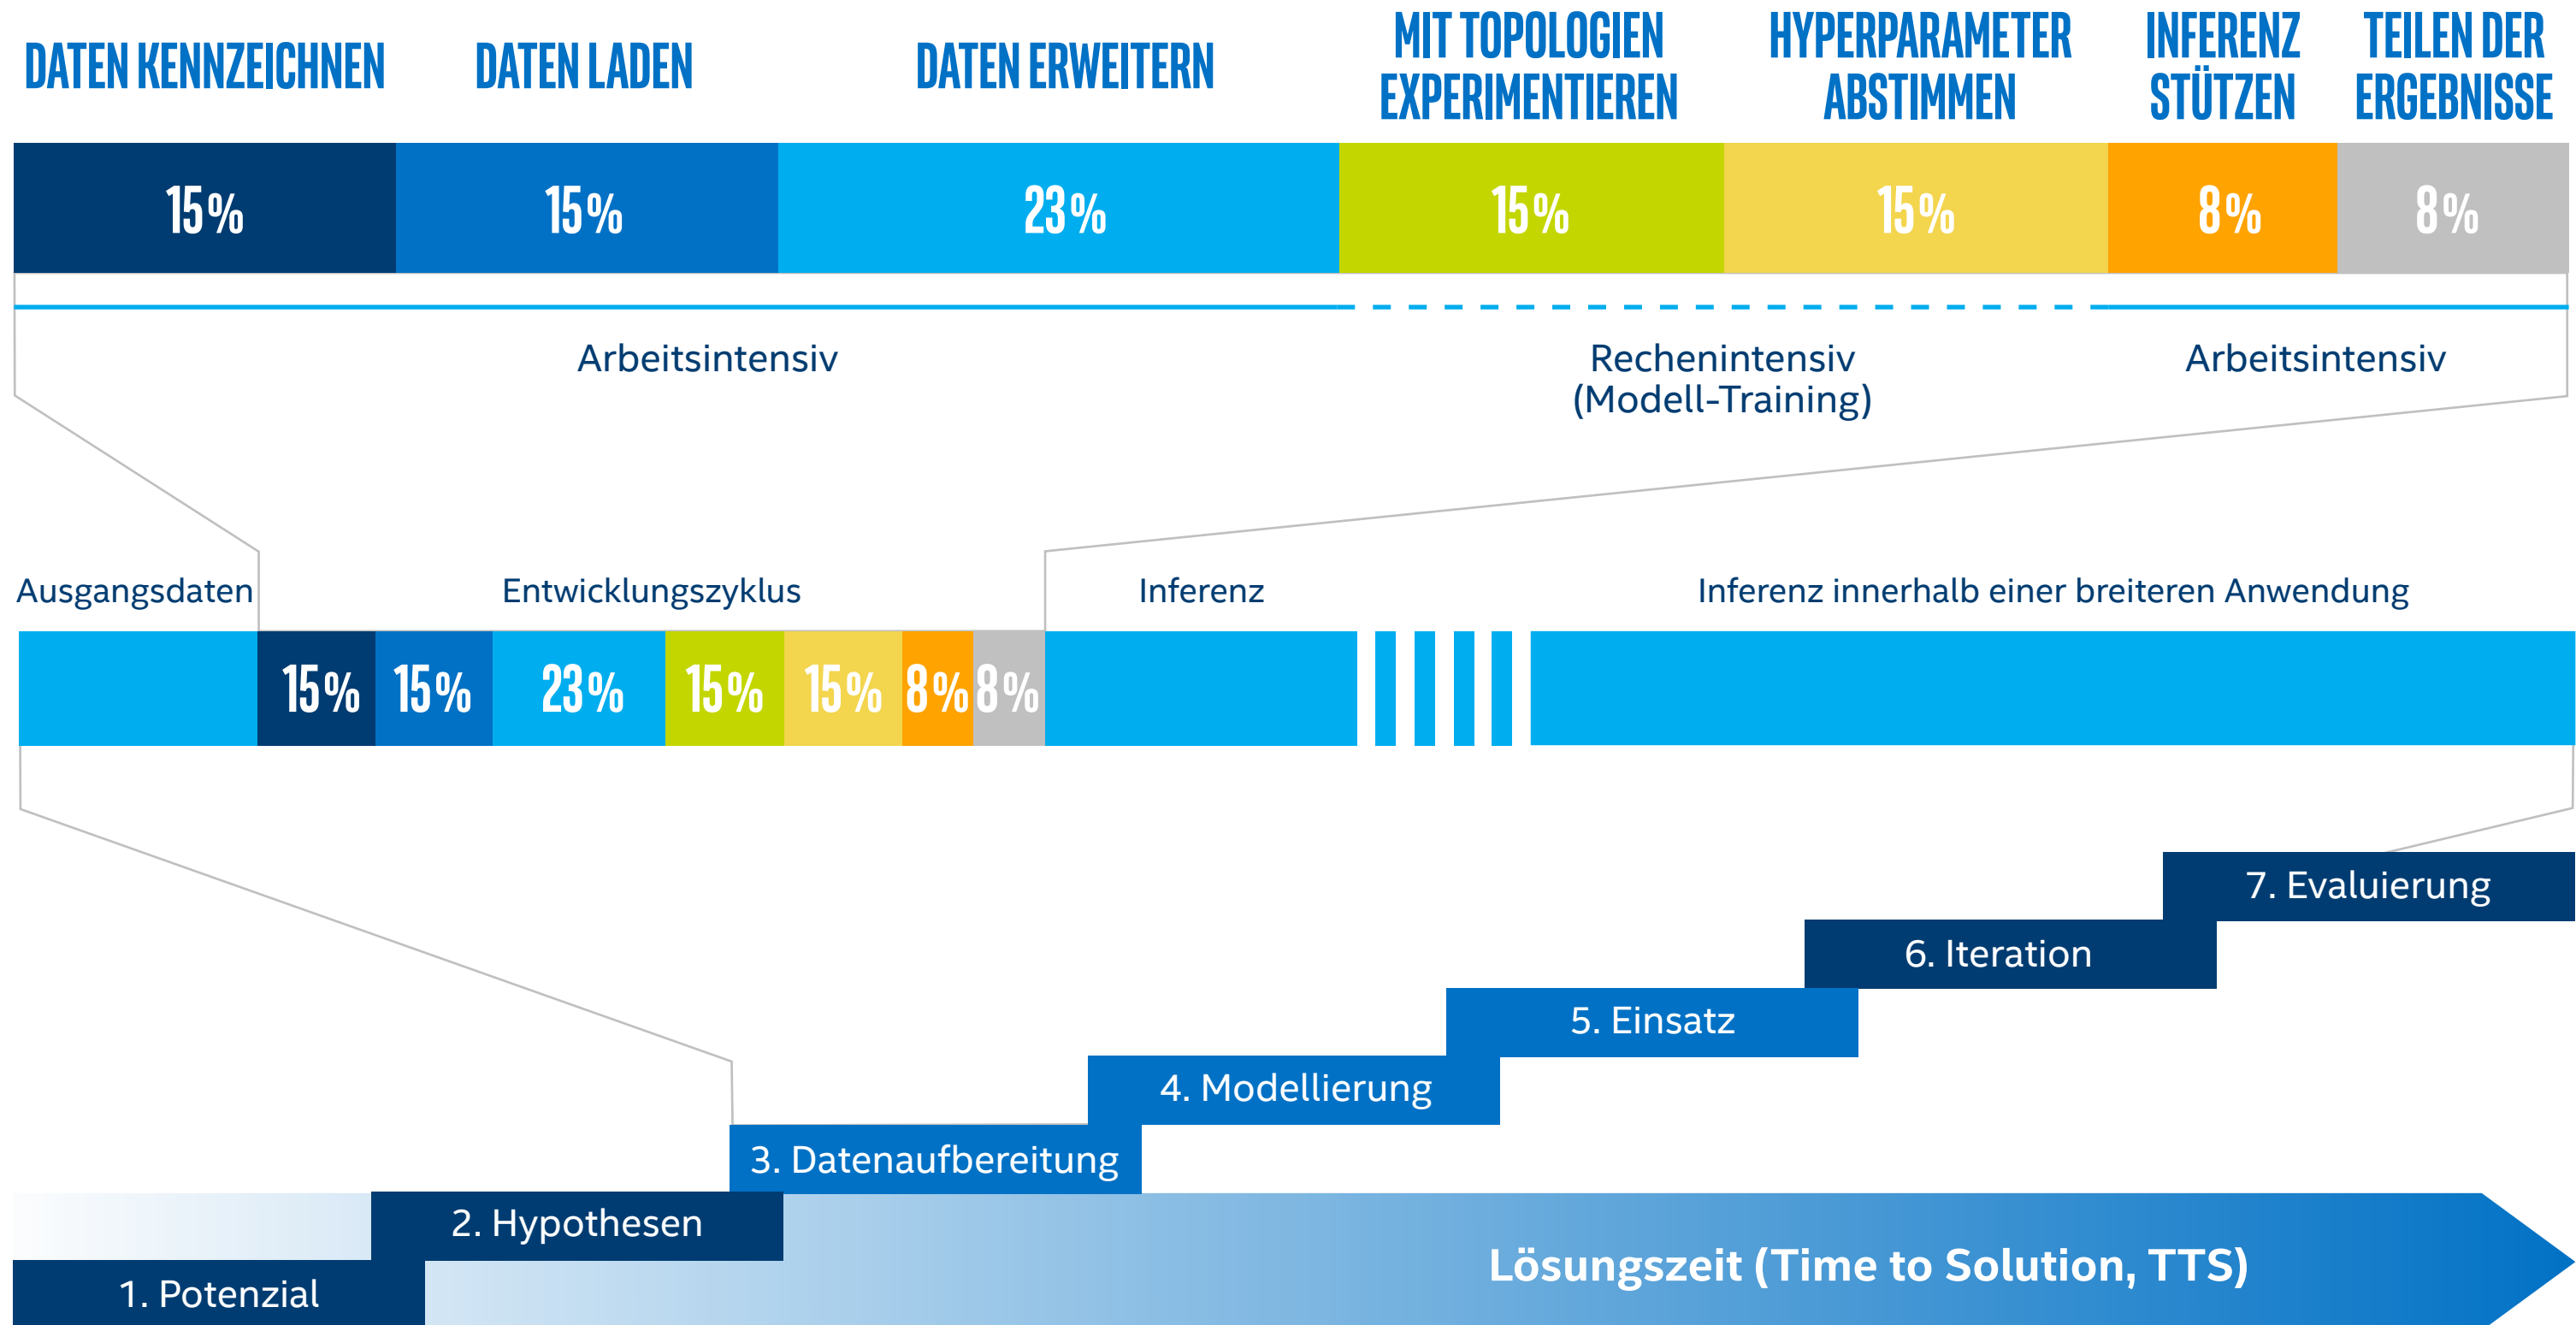 DATEN KENNZEICHNEN
DATEN LADEN
DATEN ERWEITERN
MIT TOPOLOGIEN
EXPERIMENTIEREN
HYPERPARAMETER
ABSTIMMEN
INFERENZ
STÜTZEN
TEILEN DER
ERGEBNISSE
15%
15%
23%
15%
15%
8%
8%
Arbeitsintensiv
Rechenintensiv
(Modell-Training)
Arbeitsintensiv
Ausgangsdaten
Entwicklungszyklus
Inferenz
Inferenz innerhalb einer breiteren Anwendung
15%
15%
23%
15%
15%
8%
8%
7. Evaluierung
6. Iteration
5. Einsatz
4. Modellierung
3. Datenaufbereitung
2. Hypothesen
1. Potenzial
Lösungszeit (Time to Solution, TTS)